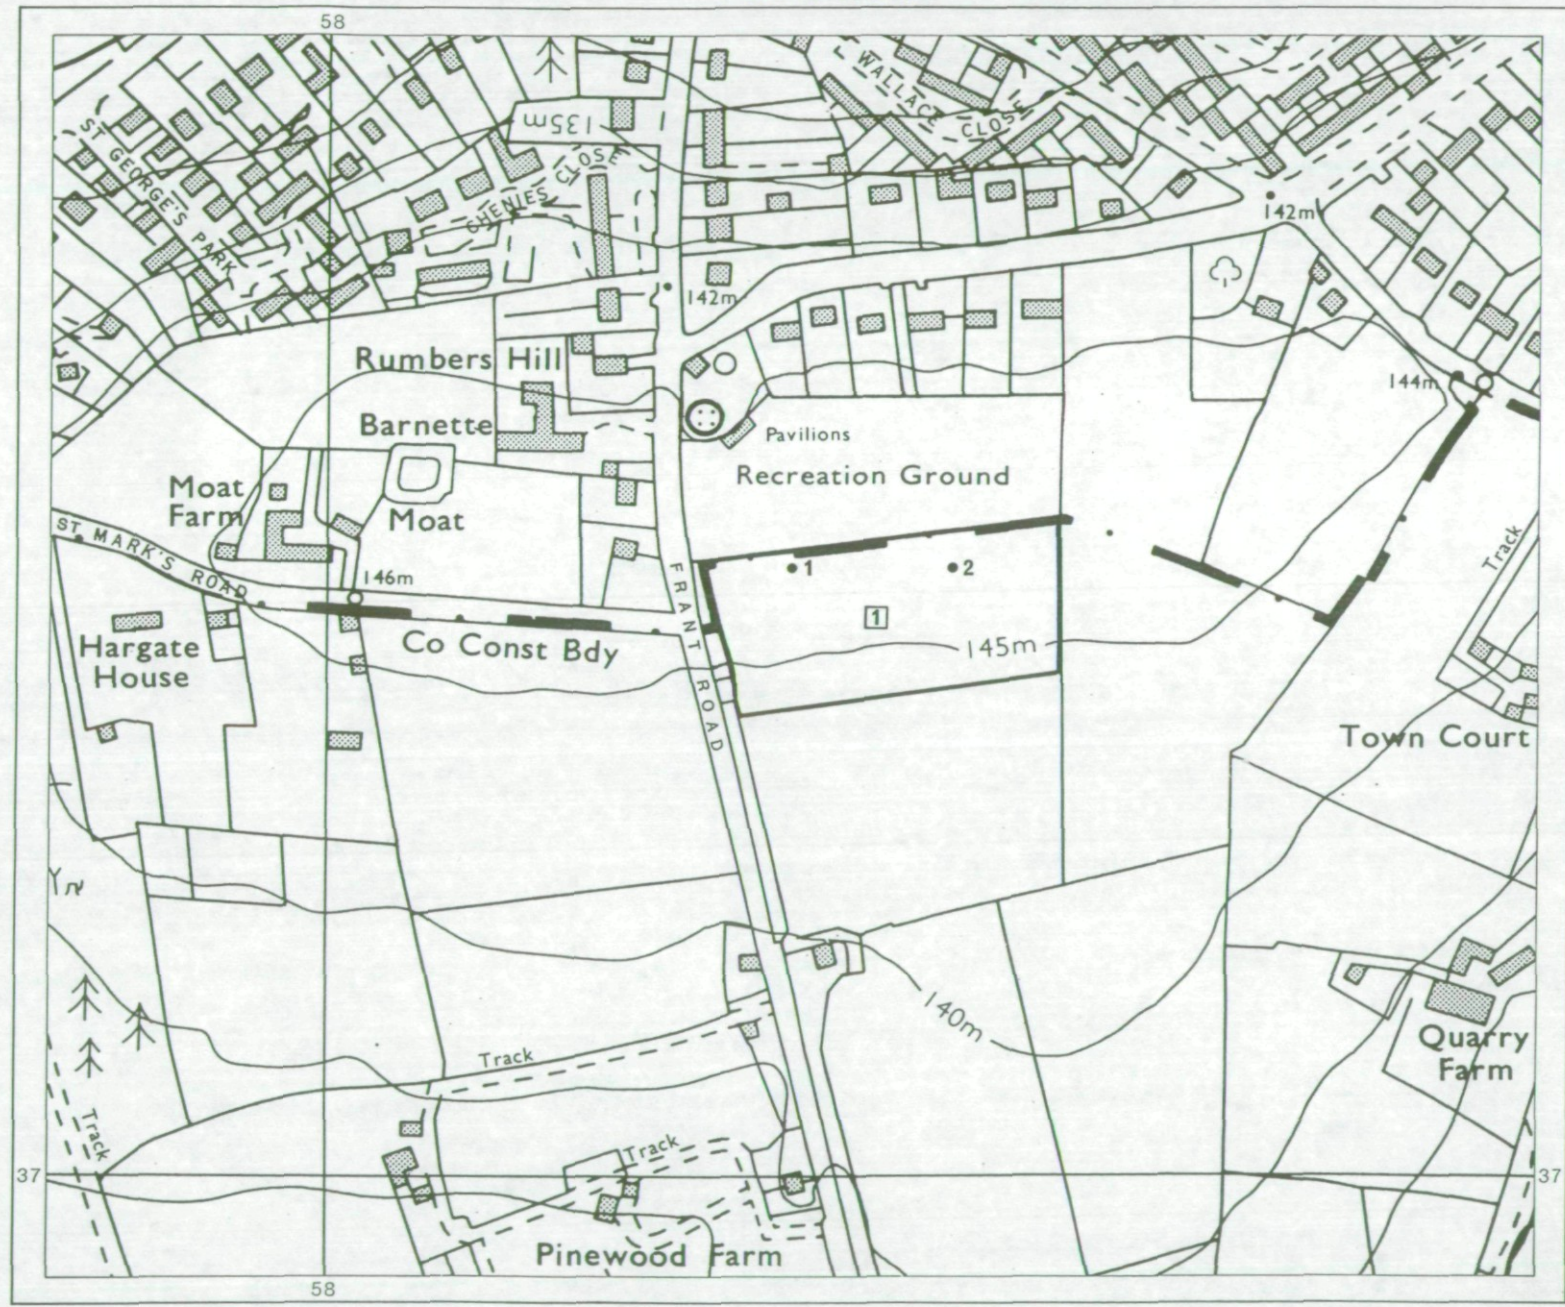 58
135m
WALLACE CLOSE
ST GEORGE'S PARK
CHENIES CLOSE
142m
142m
Rumbers Hill
144m
Barnette
Pavilions
Recreation Ground
Moat
Farm
Moat
ST MARK'S ROAD
146m
FRANT ROAD
1
2
1
Track
Co Const Bdy
145m
Hargate
House
Town Court
140m
Quarry
Farm
Track
Track
Track
37
37
Pinewood Farm
58